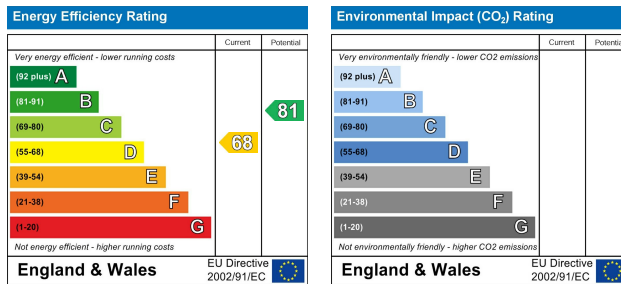 Energy Efficiency Rating
Current Potential
Very energy efficient - lower running costs
(92 plus) A
(81-91) B
(69-80) C
(55-68) D
(39-54) E
(21-38) F
(1-20) G
68
81
Not energy efficient - higher running costs
England & Wales
EU Directive
2002/91/EC
Environmental Impact (CO₂) Rating
Current Potential
Very environmentally friendly - lower CO2 emissions
(92 plus) A
(81-91) B
(69-80) C
(55-68) D
(39-54) E
(21-38) F
(1-20) G
Not environmentally friendly - higher CO2 emissions
England & Wales
EU Directive
2002/91/EC